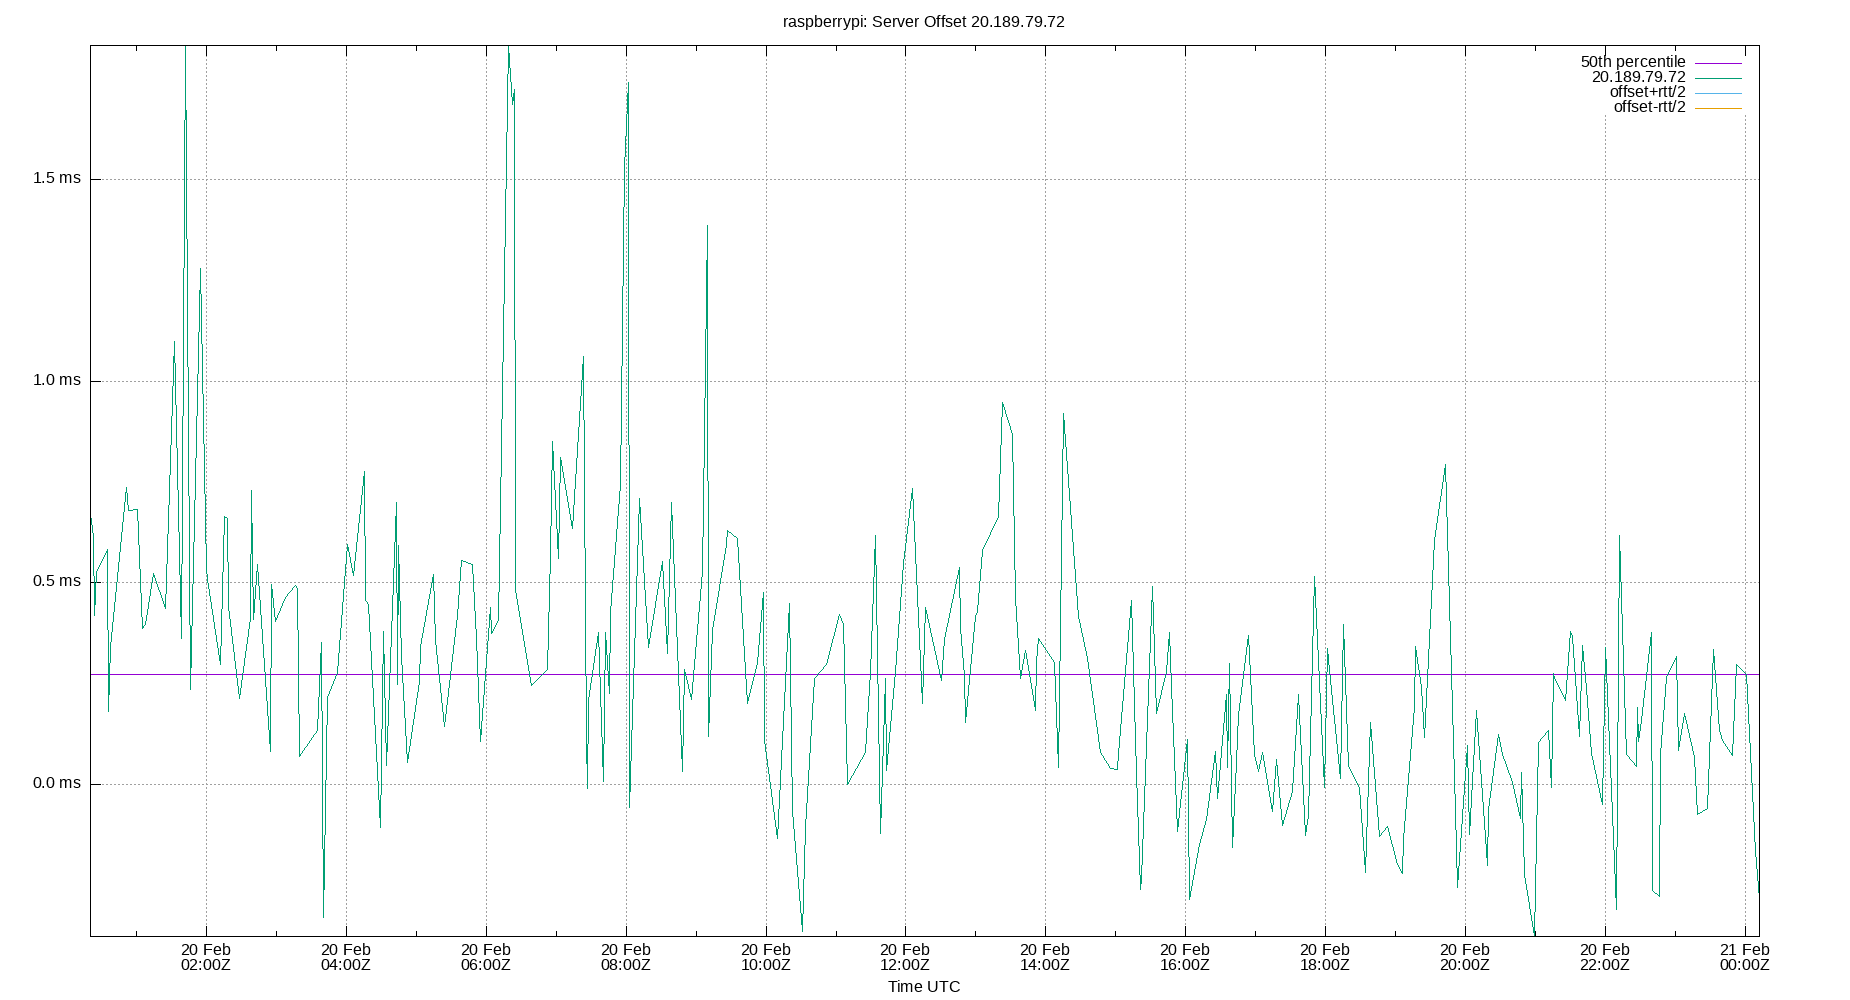 raspberrypi: Server Offset 20.189.79.72
50th percentile
20.189.79.72
offset+rtt/2
offset-rtt/2
1.5 ms
1.0 ms
0.5 ms
0.0 ms
20 Feb 20 Feb 20 Feb 20 Feb 20 Feb 20 Feb 20 Feb 20 Feb 20 Feb 20 Feb 20 Feb 21 Feb
02:00Z 04:00Z 06:00Z 08:00Z 10:00Z 12:00Z 14:00Z 16:00Z 18:00Z 20:00Z 22:00Z 00:00Z
Time UTC